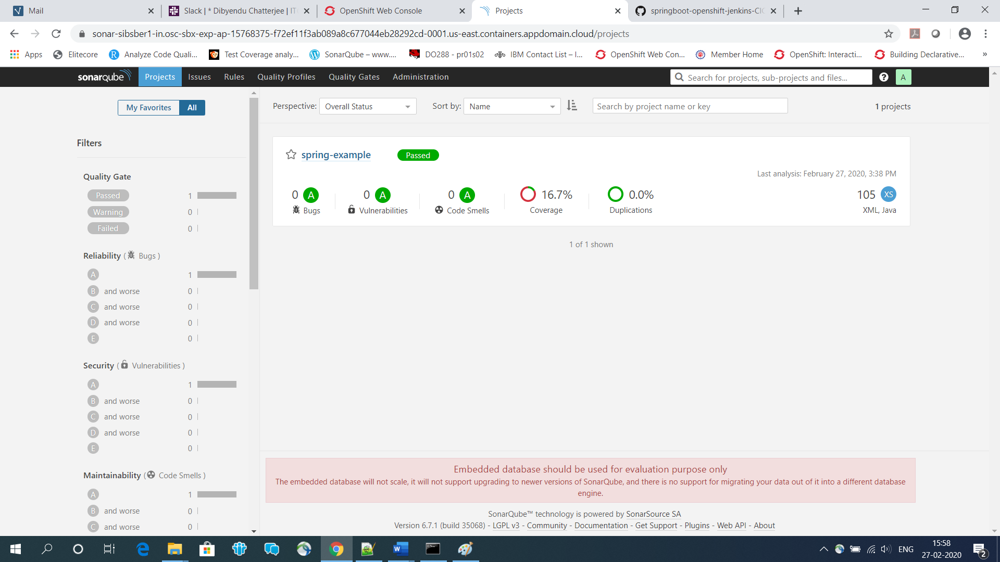 Mail
Slack | * Dibyendu Chatterjee | IT
OpenShift Web Console
Projects
springboot-openshift-jenkins-CIC
sonar-sibsber1-in.osc-sbx-exp-ap-15768375-f72ef11f3ab089a8c677044eb28292cd-0001.us-east.containers.appdomain.cloud/projects
Apps
Elitecore
Analyze Code Quali...
Test Coverage analy...
SonarQube – www....
DO288 - pr01s02
IBM Contact List – I...
OpenShift Web Con...
Member Home
OpenShift: Interacti...
Building Declarative...
»
sonarqube
Projects
Issues
Rules
Quality Profiles
Quality Gates
Administration
Search for projects, sub-projects and files...
A
My Favorites
All
Perspective: Overall Status
Sort by: Name
Search by project name or key
1 projects
Filters
Quality Gate
Passed 1
Warning 0
Failed 0
Reliability ( Bugs )
A 1
B and worse 0
C and worse 0
D and worse 0
E 0
Security ( Vulnerabilities )
A 1
B and worse 0
C and worse 0
D and worse 0
E 0
Maintainability ( Code Smells )
A 1
B and worse 0
C and worse 0
spring-example
Passed
Last analysis: February 27, 2020, 3:38 PM
0 A
Bugs
0 A
Vulnerabilities
0 A
Code Smells
16.7%
Coverage
0.0%
Duplications
105 XS
XML, Java
1 of 1 shown
Embedded database should be used for evaluation purpose only
The embedded database will not scale, it will not support upgrading to newer versions of SonarQube, and there is no support for migrating your data out of it into a different database
engine.
SonarQube™ technology is powered by SonarSource SA
Version 6.7.1 (build 35068) - LGPL v3 - Community - Documentation - Get Support - Plugins - Web API - About
ENG
15:58
27-02-2020
2